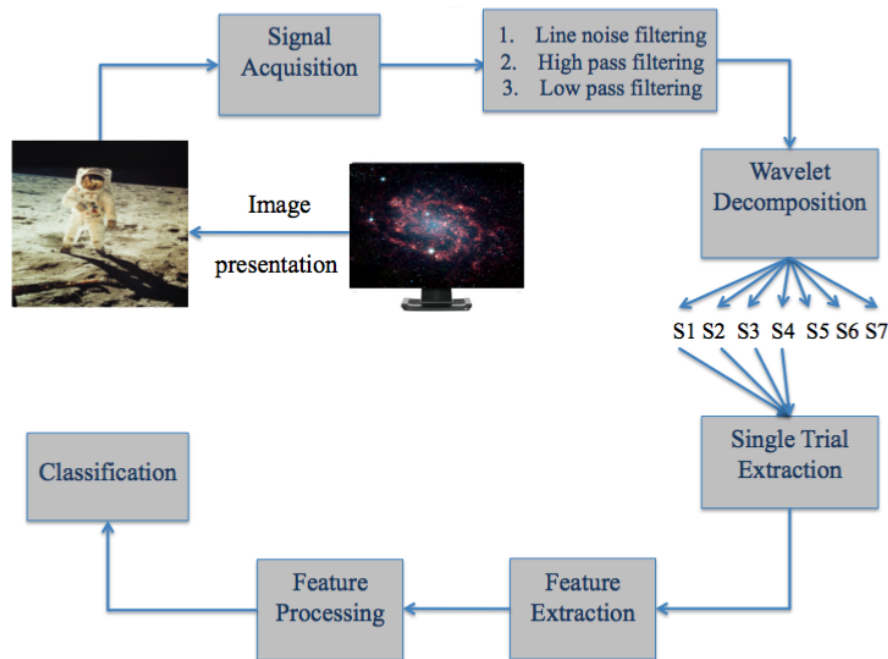 Signal
Acquisition
1. Line noise filtering
2. High pass filtering
3. Low pass filtering
Wavelet
Decomposition
Image
presentation
S1 S2 S3 S4 S5 S6 S7
Single Trial
Extraction
Classification
Feature
Processing
Feature
Extraction